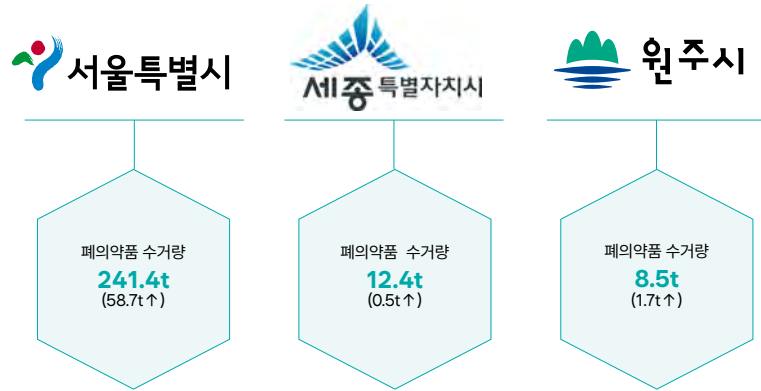 서울특별시
세종특별자치시
원주시
폐의약품 수거량
241.4t
(58.7t↑)
폐의약품 수거량
12.4t
(0.5t↑)
폐의약품 수거량
8.5t
(1.7t↑)